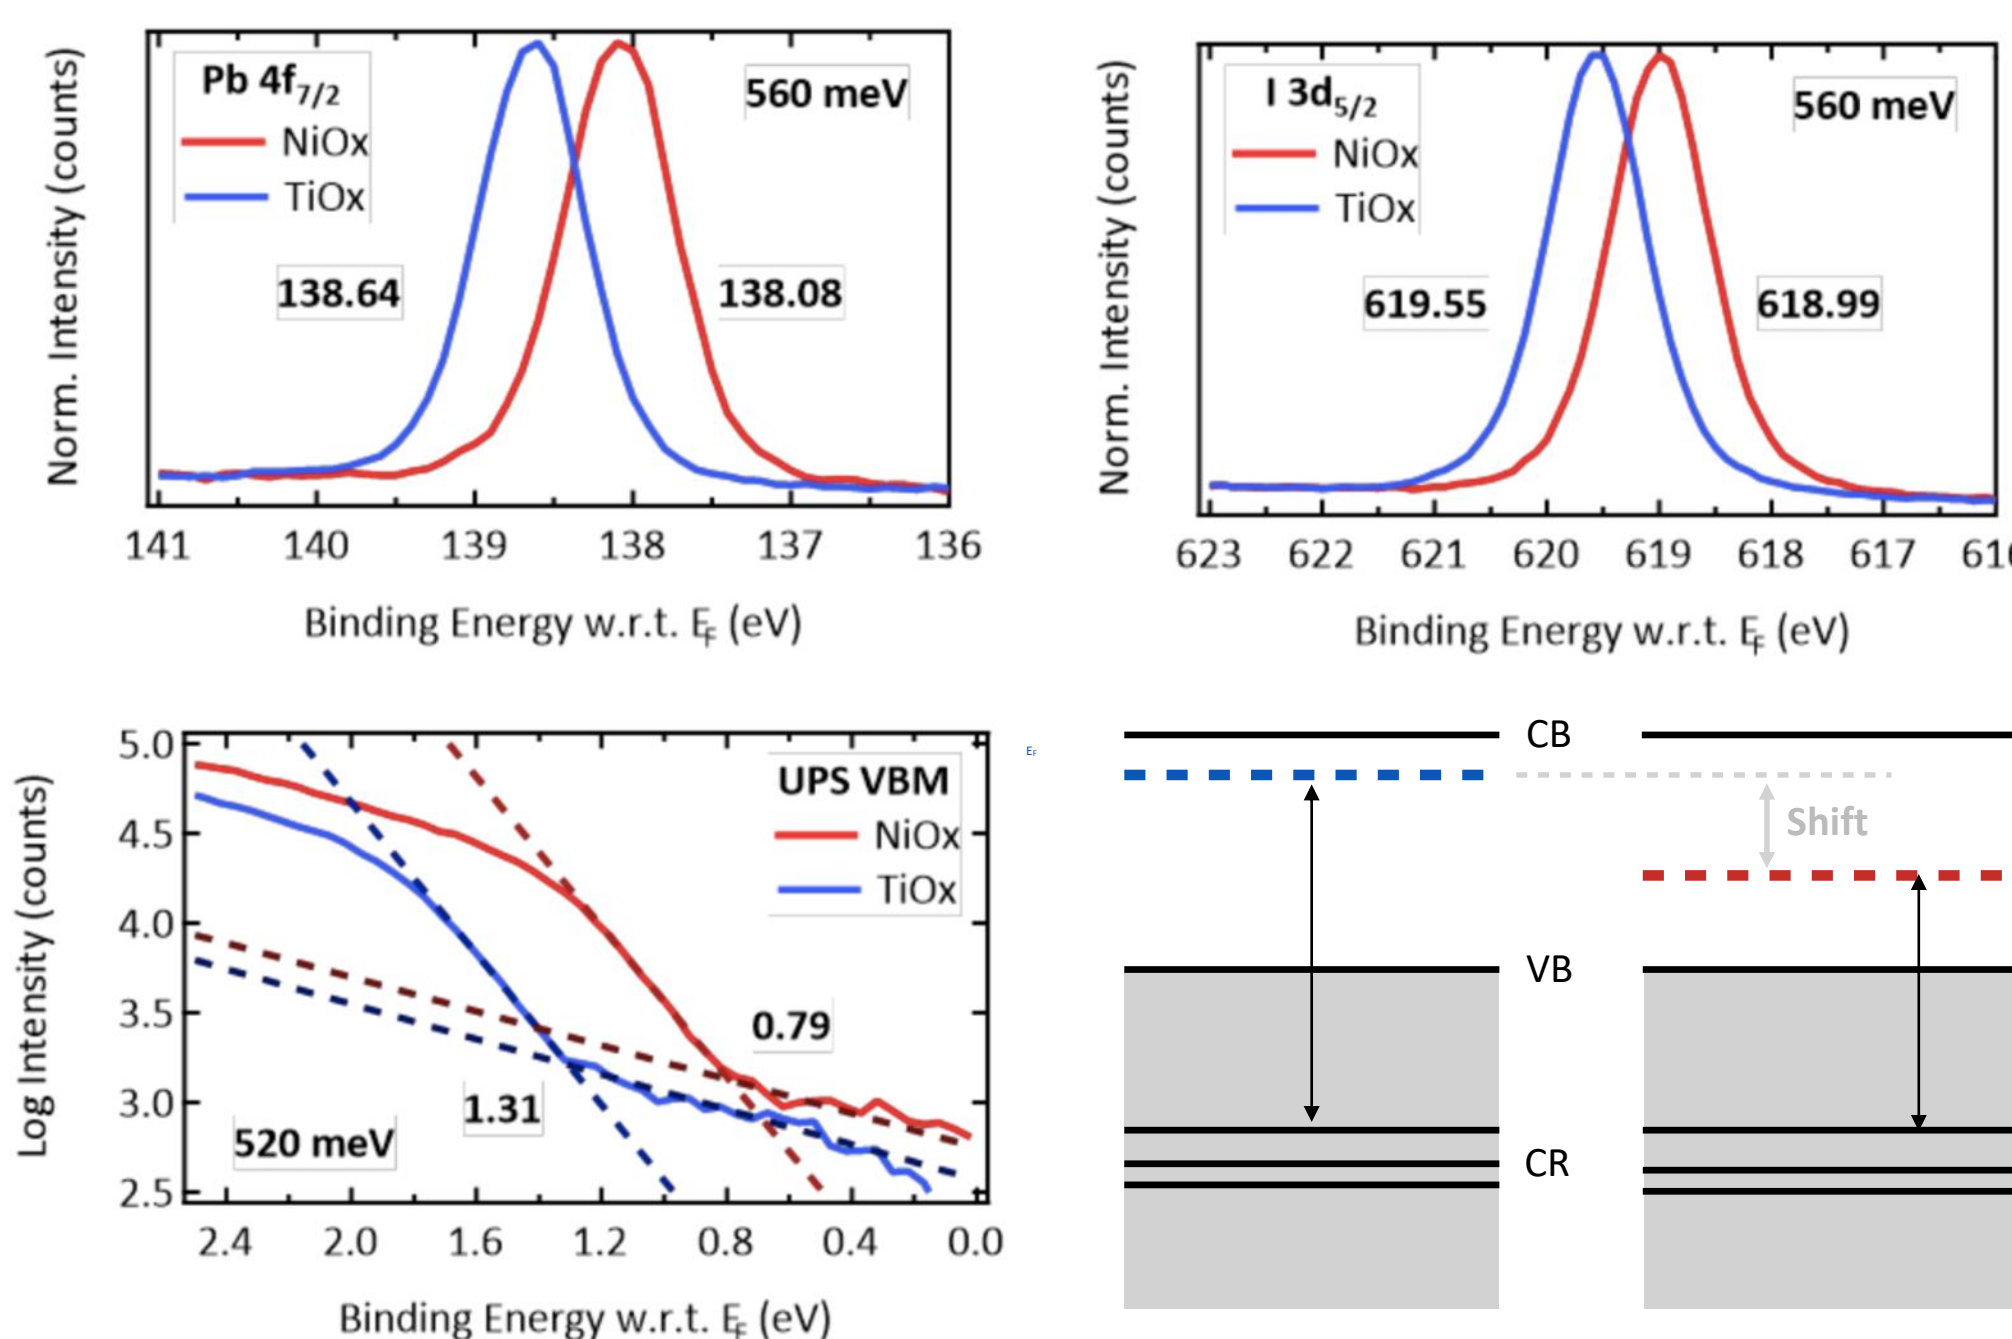 Pb 4f7/2
NiOx
TiOx
560 meV
138.64
138.08
Norm. Intensity (counts)
141 140 139 138 137 136
Binding Energy w.r.t. EF (eV)
I 3d5/2
NiOx
TiOx
560 meV
619.55
618.99
Norm. Intensity (counts)
623 622 621 620 619 618 617 616
Binding Energy w.r.t. EF (eV)
UPS VBM
NiOx
TiOx
0.79
1.31
520 meV
Log Intensity (counts)
5.0
4.5
4.0
3.5
3.0
2.5
2.4 2.0 1.6 1.2 0.8 0.4 0.0
Binding Energy w.r.t. EF (eV)
EF
CB
Shift
VB
CR